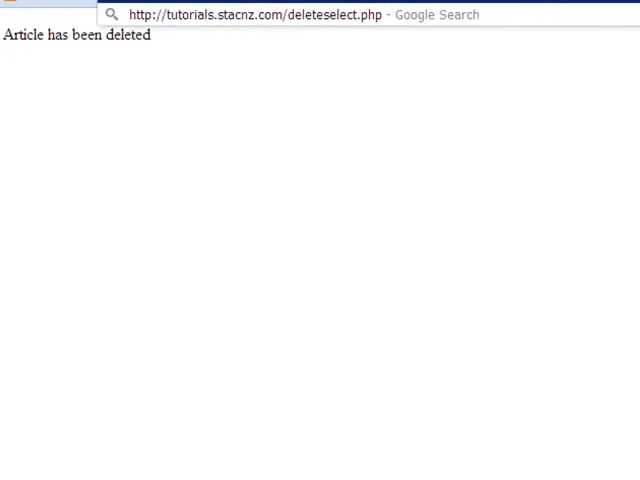 http://tutorials.stacnz.com/deleteselect.php - Google Search
Article has been deleted